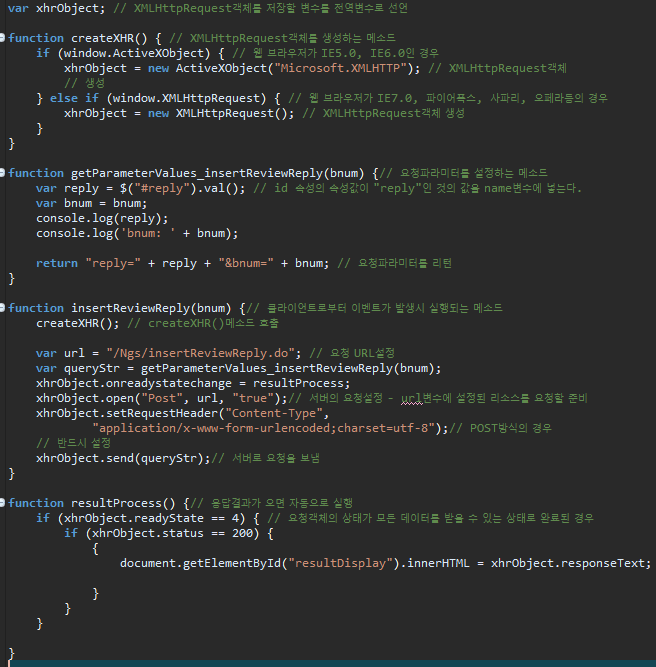 var xhrObject; // XMLHttpRequest객체를 저장할 변수를 전역변수로 선언
function createXHR() { // XMLHttpRequest객체를 생성하는 메소드
if (window.ActiveXObject) { // 웹 브라우저가 IE5.0, IE6.0인 경우
xhrObject = new ActiveXObject("Microsoft.XMLHTTP"); // XMLHttpRequest객체
// 생성
} else if (window.XMLHttpRequest) { // 웹 브라우저가 IE7.0, 파이어폭스, 사파리, 오페라등의 경우
xhrObject = new XMLHttpRequest(); // XMLHttpRequest객체 생성
}
}
function getParameterValues_insertReviewReply(bnum) {// 요청파라미터를 설정하는 메소드
var reply = $("#reply").val(); // id 속성의 속성값이 "reply"인 것의 값을 name변수에 넣는다.
var bnum = bnum;
console.log(reply);
console.log('bnum: ' + bnum);
return "reply=" + reply + "&bnum=" + bnum; // 요청파라미터를 리턴
}
function insertReviewReply(bnum) {// 클라이언트로부터 이벤트가 발생시 실행되는 메소드
createXHR(); // createXHR()메소드 호출
var url = "/Ngs/insertReviewReply.do"; // 요청 URL설정
var queryStr = getParameterValues_insertReviewReply(bnum);
xhrObject.onreadystatechange = resultProcess;
xhrObject.open("Post", url, "true");// 서버의 요청설정 - url변수에 설정된 리소스를 요청할 준비
xhrObject.setRequestHeader("Content-Type",
"application/x-www-form-urlencoded;charset=utf-8");// POST방식의 경우
// 반드시 설정
xhrObject.send(queryStr);// 서버로 요청을 보냄
}
function resultProcess() {// 응답결과가 오면 자동으로 실행
if (xhrObject.readyState == 4) { // 요청객체의 상태가 모든 데이터를 받을 수 있는 상태로 완료된 경우
if (xhrObject.status == 200) {
{
document.getElementById("resultDisplay").innerHTML = xhrObject.responseText;
}
}
}
}